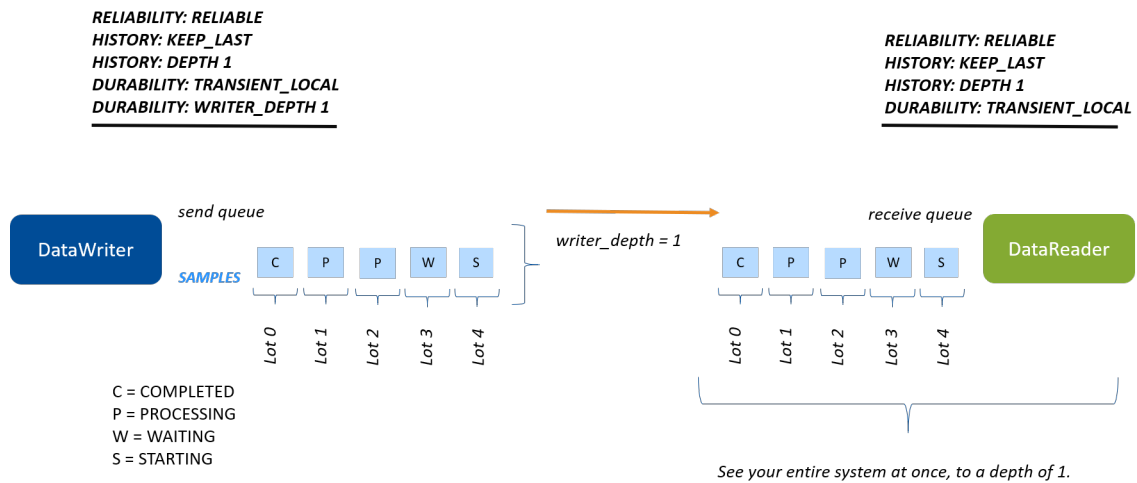 RELIABILITY: RELIABLE
HISTORY: KEEP_LAST
HISTORY: DEPTH 1
DURABILITY: TRANSIENT_LOCAL
DURABILITY: WRITER_DEPTH 1
RELIABILITY: RELIABLE
HISTORY: KEEP_LAST
HISTORY: DEPTH 1
DURABILITY: TRANSIENT_LOCAL
DataWriter
send queue
SAMPLES
C P P W S
Lot 0 Lot 1 Lot 2 Lot 3 Lot 4
writer_depth = 1
receive queue
DataReader
C P P W S
Lot 0 Lot 1 Lot 2 Lot 3 Lot 4
C = COMPLETED
P = PROCESSING
W = WAITING
S = STARTING
See your entire system at once, to a depth of 1.